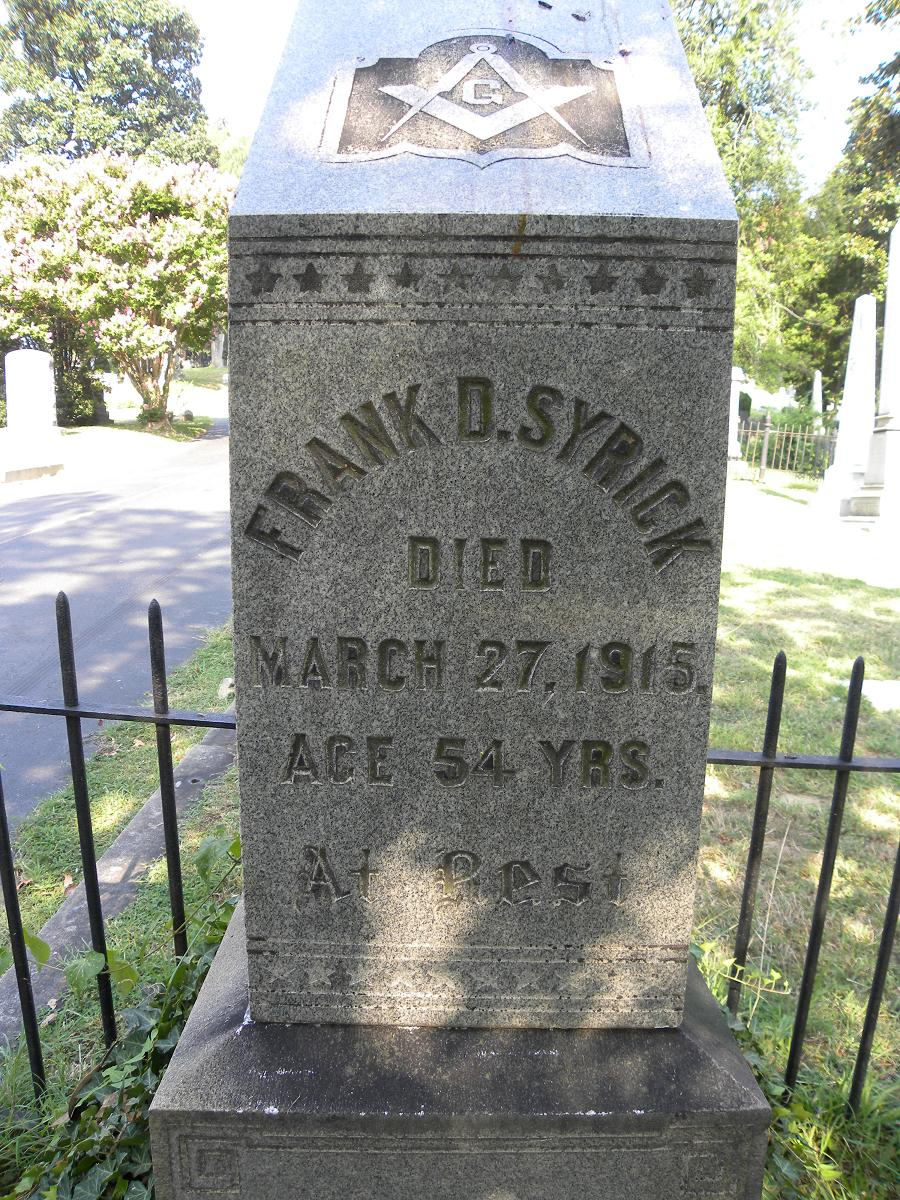 G
FRANK D. SYRICK
DIED
MARCH 27, 1915.
AGE 54 YRS.
At Rest